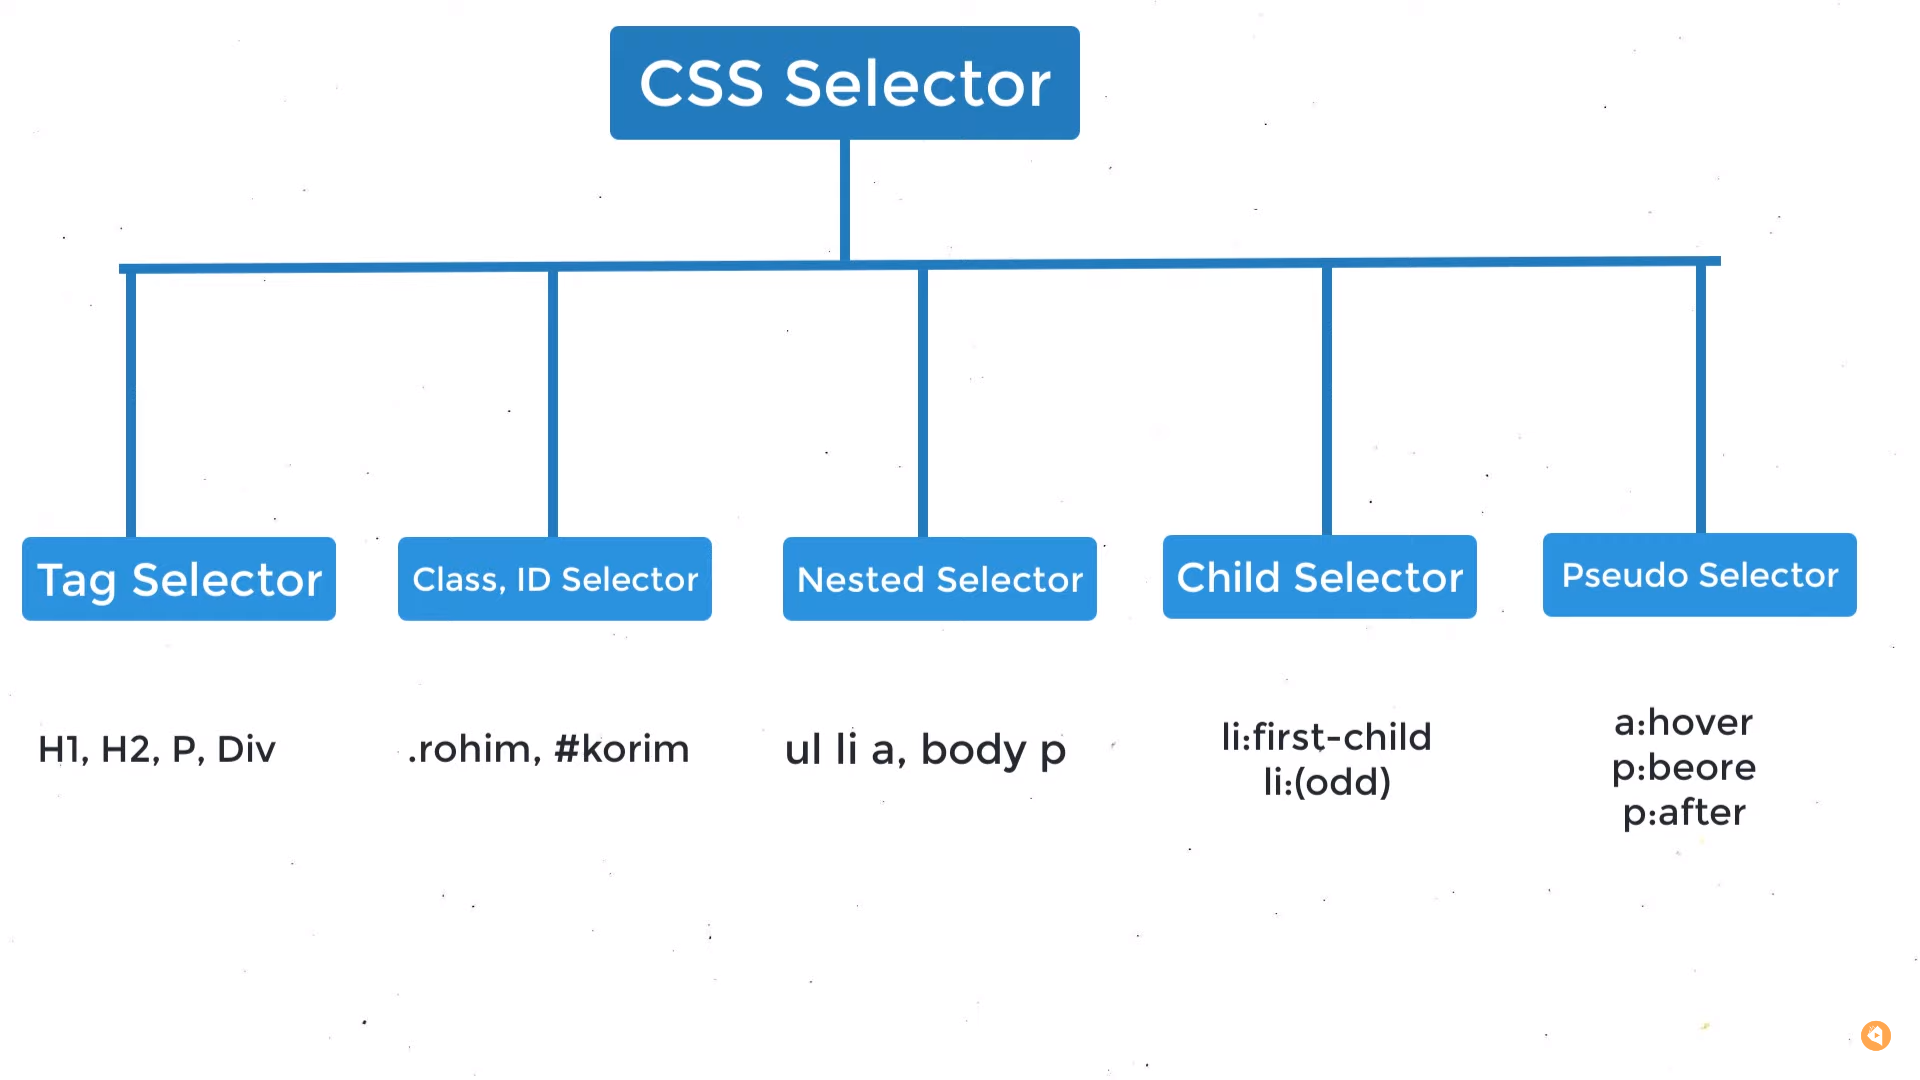 CSS Selector
Tag Selector
Class, ID Selector
Nested Selector
Child Selector
Pseudo Selector
H1, H2, P, Div
.rohim, #korim
ul li a, body p
li:first-child
li:(odd)
a:hover
p:beore
p:after